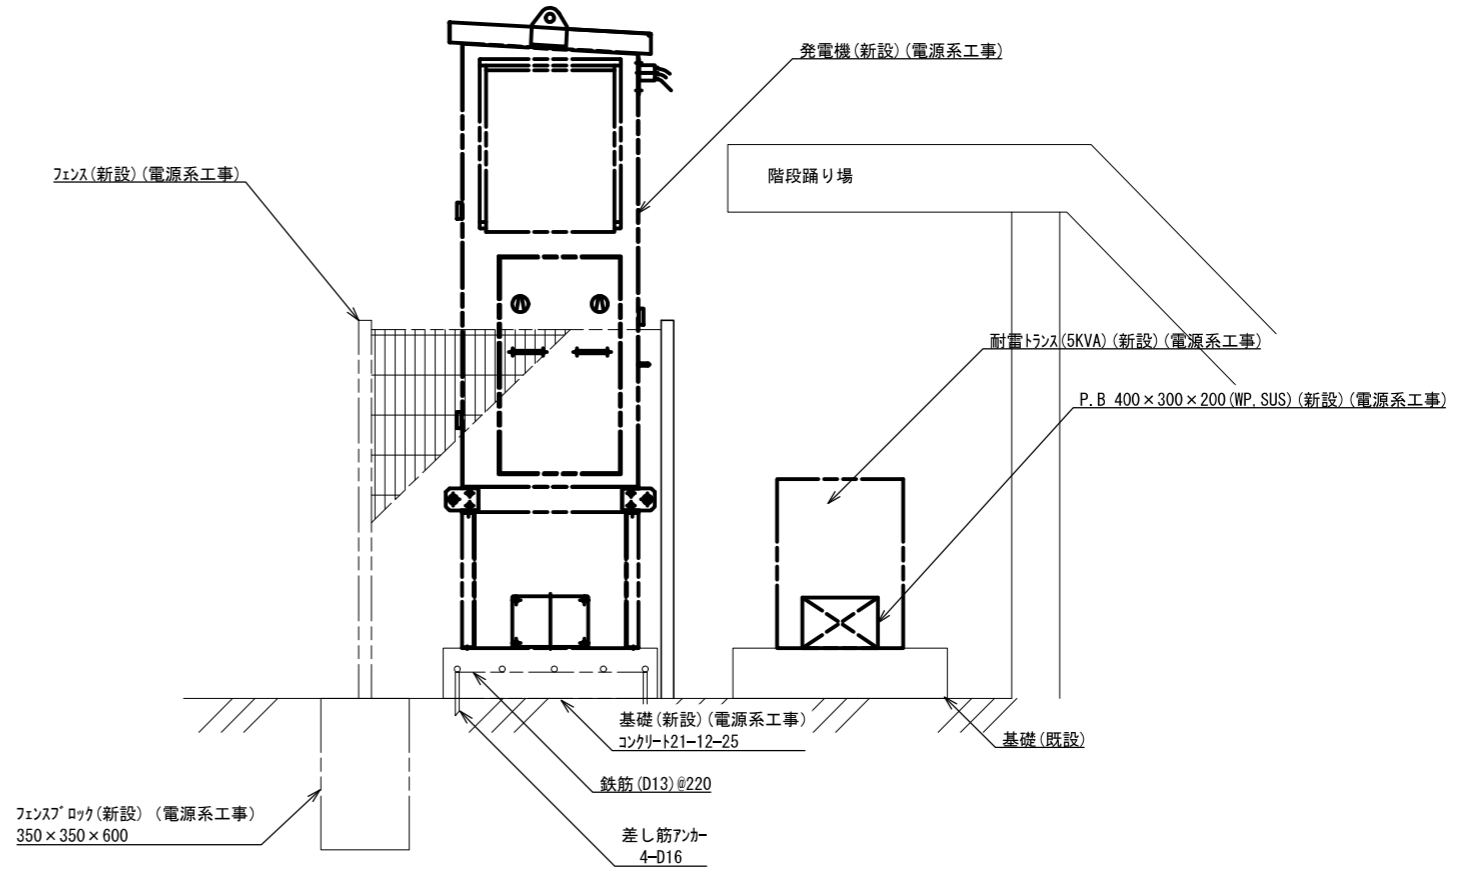 発電機(新設)(電源系工事)
フェンス(新設)(電源系工事)
階段踊り場
耐雷トランス(5KVA)(新設)(電源系工事)
P.B 400×300×200(WP,SUS)(新設)(電源系工事)
基礎(新設)(電源系工事)
コンクリート21-12-25
基礎(既設)
鉄筋(D13)@220
フェンスブロック(新設) (電源系工事)
350×350×600
差し筋アンカー
4-D16